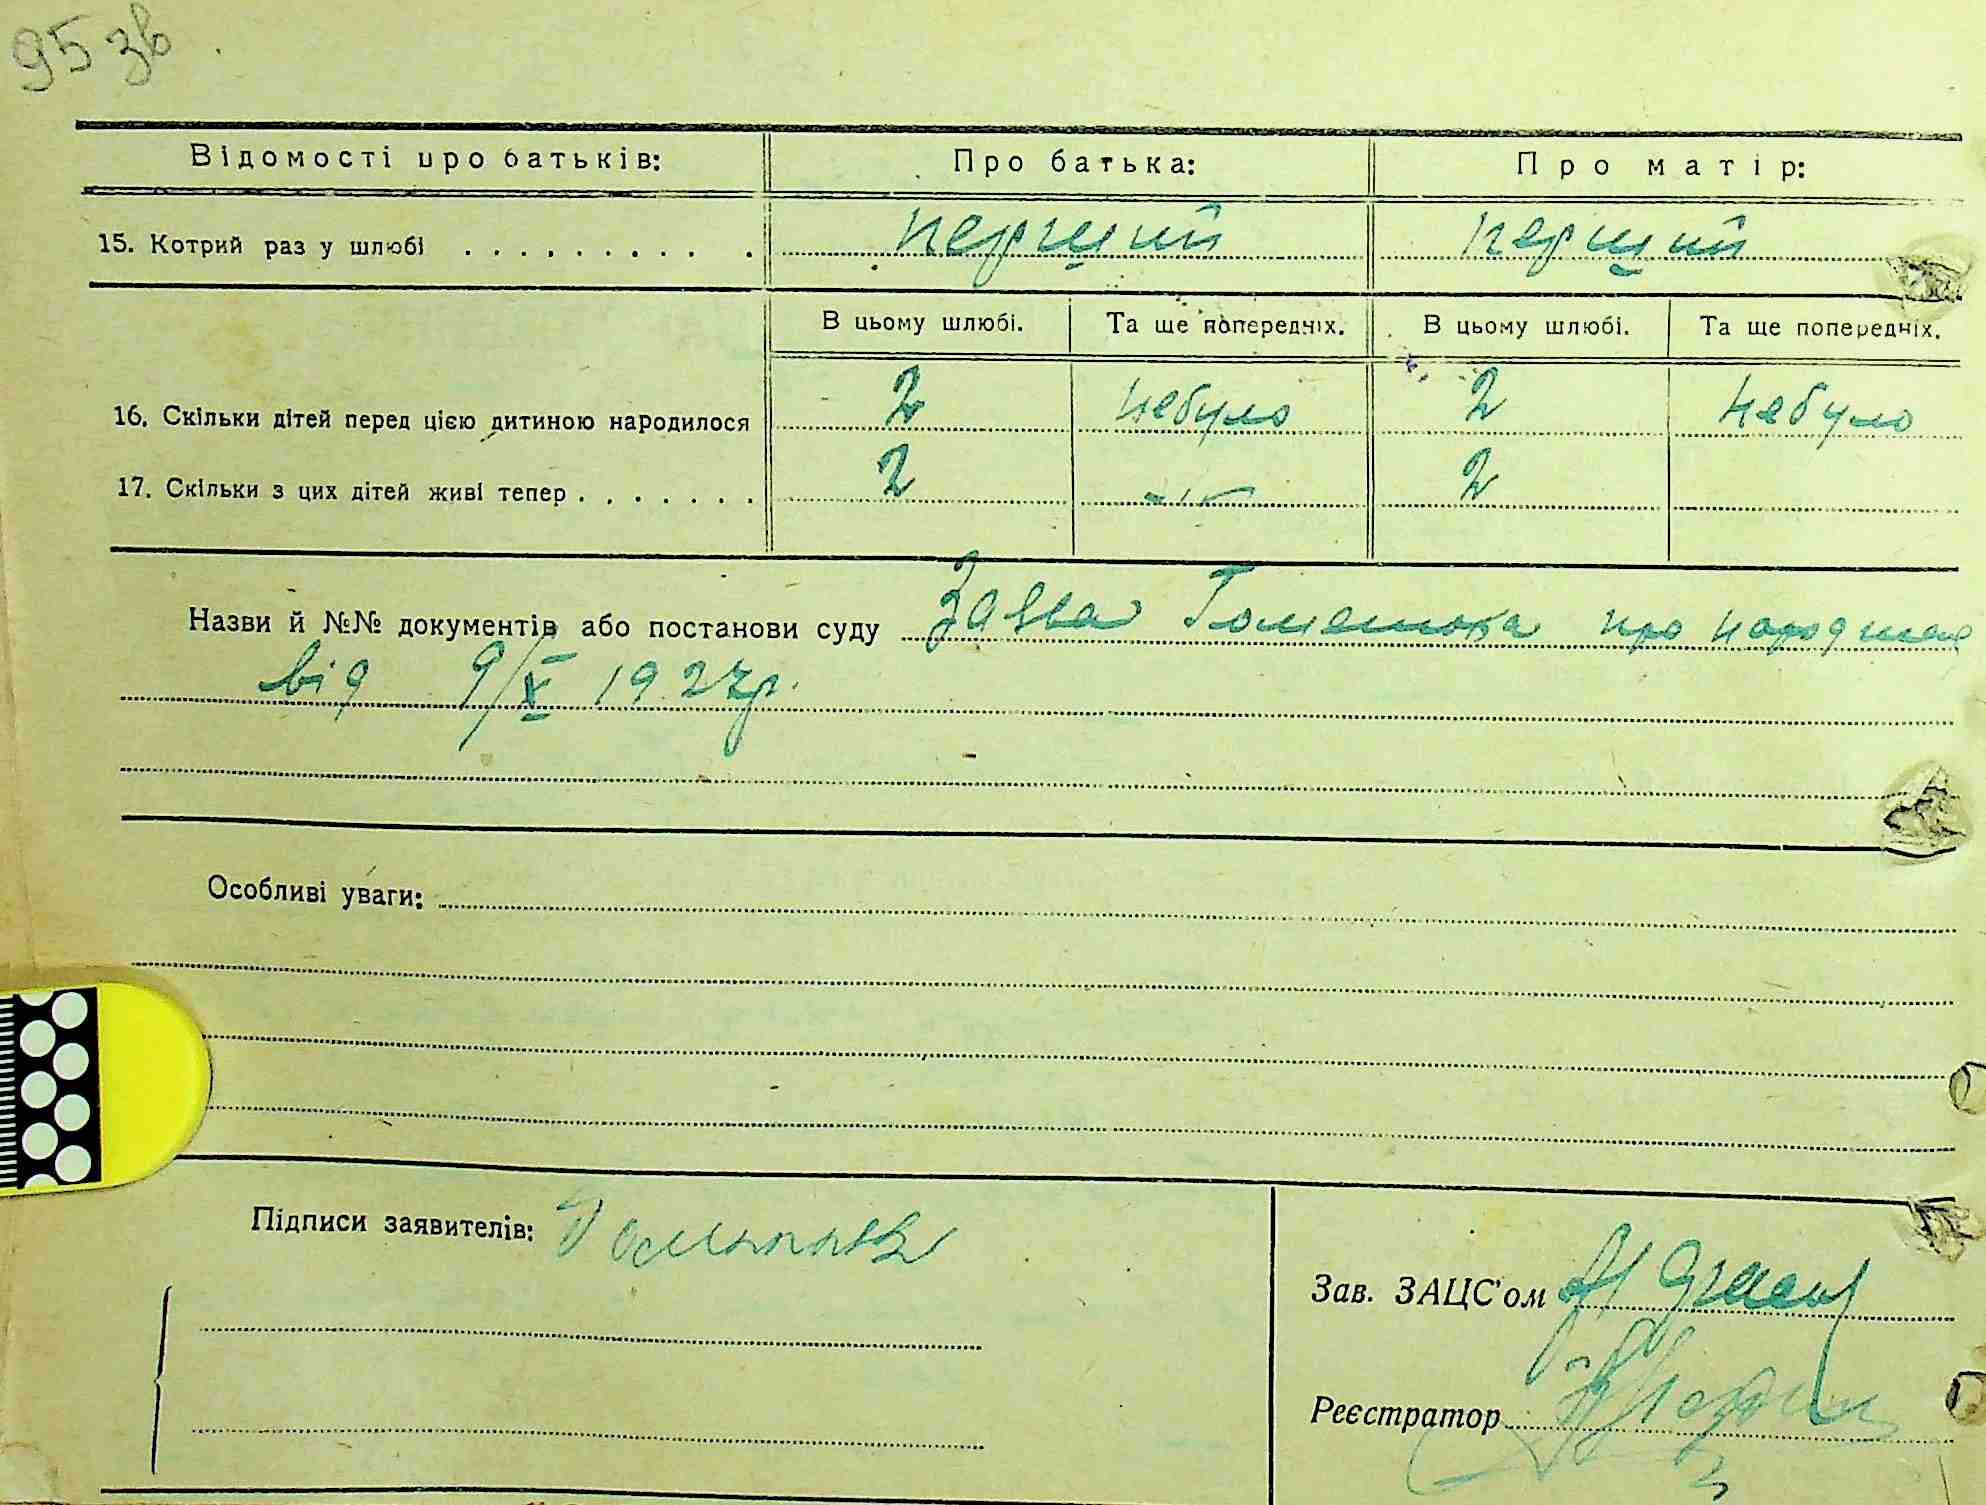 95 зв
Відомості про батьків: Про батька: Про матір:
15. Котрий раз у шлюбі . . . . . . . . . . перший перший
В цьому шлюбі. Та ще попередніх. В цьому шлюбі. Та ще попередніх.
16. Скільки дітей перед цією дитиною народилося 2 небуло 2 небуло
17. Скільки з цих дітей живі тепер . . . . . . . 2 2
Назви й №№ документів або постанови суду Заява про
від 9/X 1927р.
Особливі уваги:
Підписи заявителів:
Зав. ЗАЦС'ом
Реєстратор